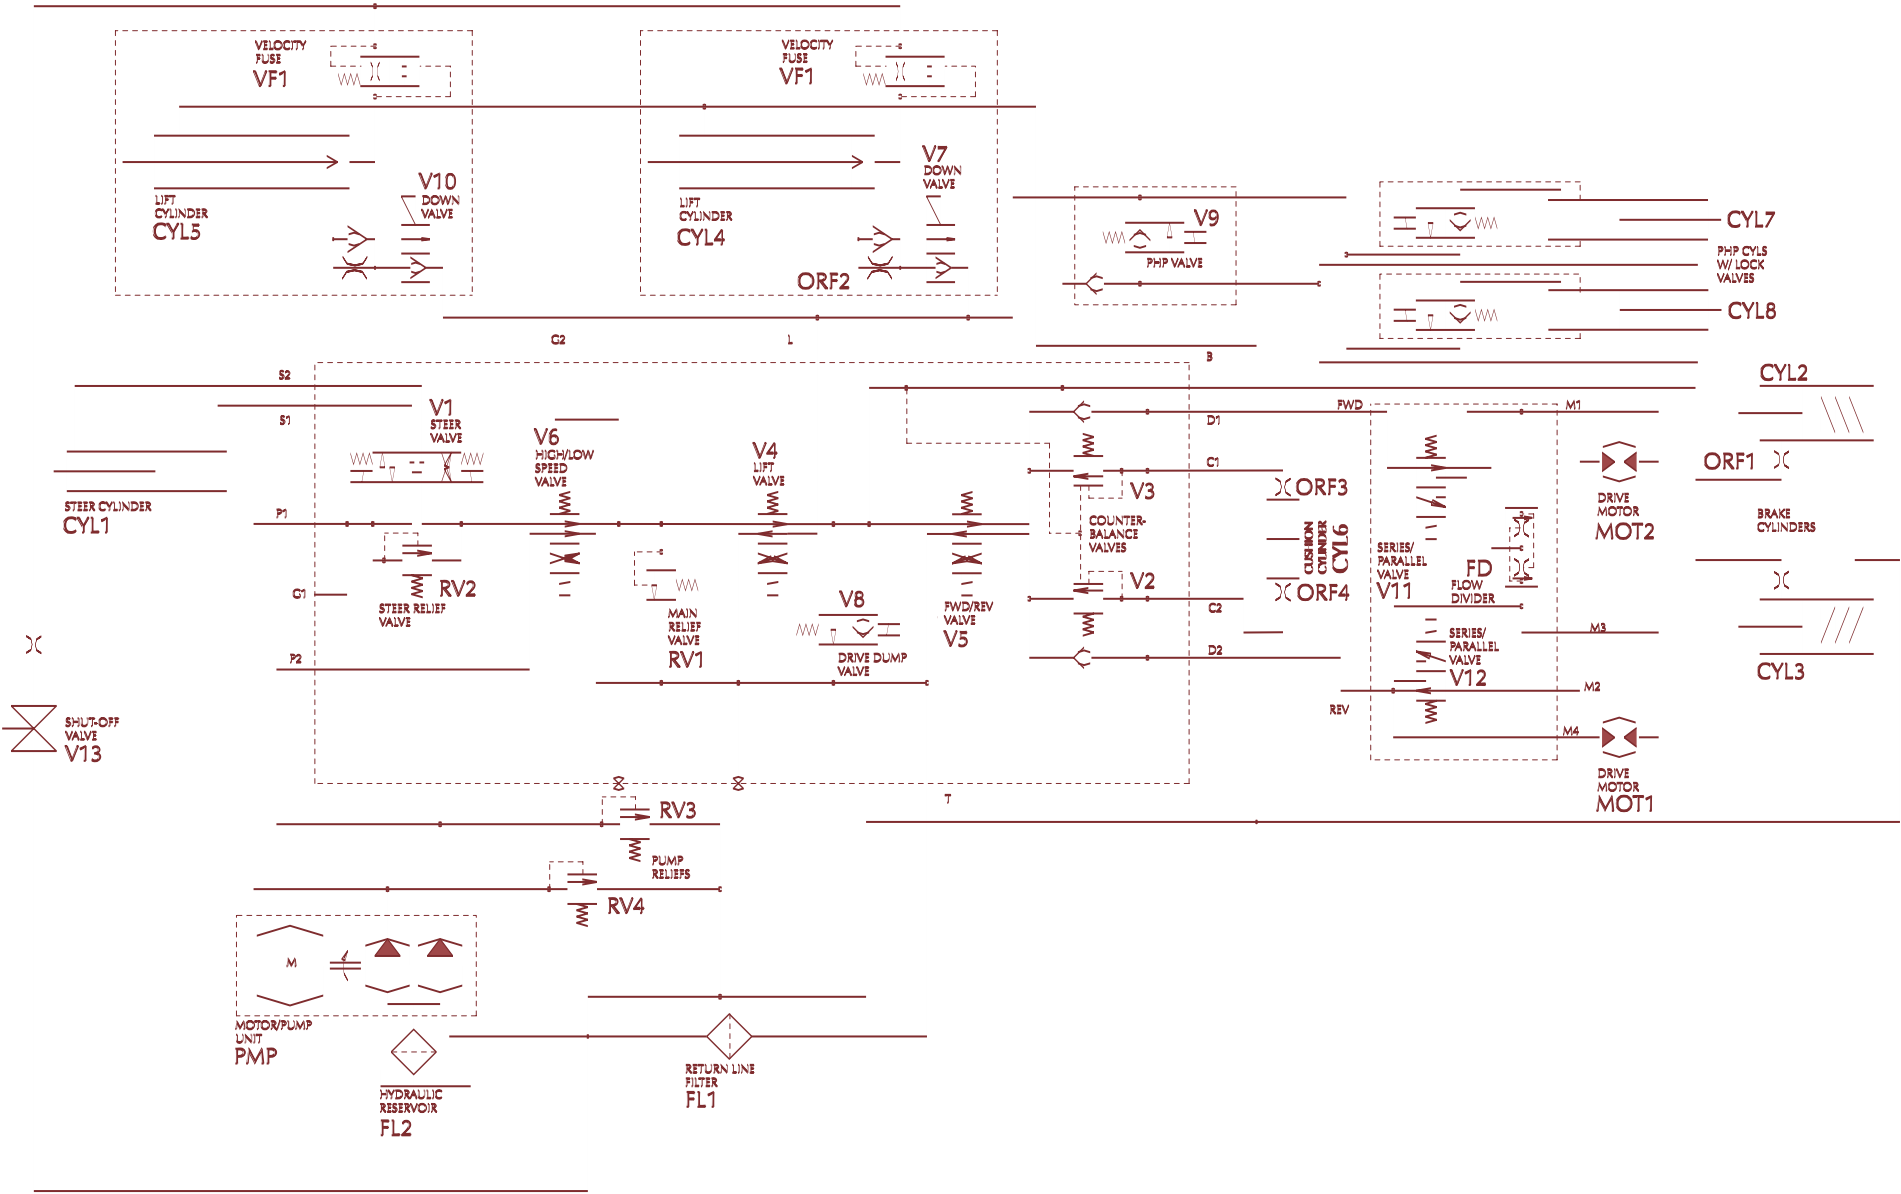 VELOCITY
FUSE
VF1
VELOCITY
FUSE
VF1
V10
DOWN
VALVE
LIFT
CYLINDER
CYL5
V7
DOWN
VALVE
LIFT
CYLINDER
CYL4
ORF2
V9
PHP VALVE
CYL7
PHP CYLS
W/ LOCK
VALVES
CYL8
G2
L
B
S2
S1
V1
STEER
VALVE
V6
HIGH/LOW
SPEED
VALVE
V4
LIFT
VALVE
FWD
D1
M1
CYL2
C1
V3
ORF3
ORF1
STEER CYLINDER
CYL1
P1
COUNTER-
BALANCE
VALVES
CUSHION
CYLINDER
CYL6
DRIVE
MOTOR
MOT2
BRAKE
CYLINDERS
SERIES/
PARALLEL
VALVE
V11
FD
FLOW
DIVIDER
RV2
STEER RELIEF
VALVE
G1
V2
ORF4
C2
MAIN
RELIEF
VALVE
RV1
V8
DRIVE DUMP
VALVE
FWD/REV
VALVE
V5
P2
D2
M3
SERIES/
PARALLEL
VALVE
V12
M2
REV
CYL3
SHUT-OFF
VALVE
V13
M4
DRIVE
MOTOR
MOT1
T
RV3
PUMP
RELIEFS
RV4
M
MOTOR/PUMP
UNIT
PMP
HYDRAULIC
RESERVOIR
FL2
RETURN LINE
FILTER
FL1